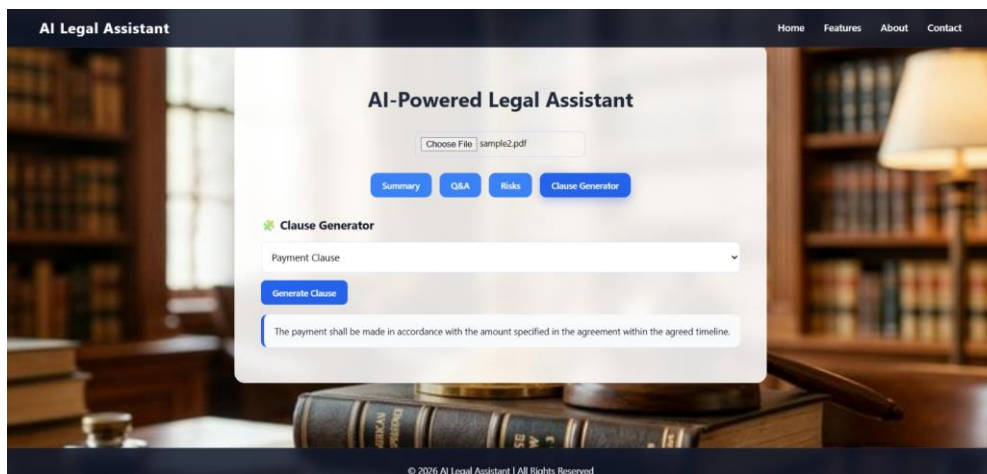 AI Legal Assistant
Home Features About Contact
AI-Powered Legal Assistant
Choose File sample2.pdf
Summary Q&A Risks Clause Generator
Clause Generator
Payment Clause
Generate Clause
The payment shall be made in accordance with the amount specified in the agreement within the agreed timeline.
© 2026 AI Legal Assistant | All Rights Reserved